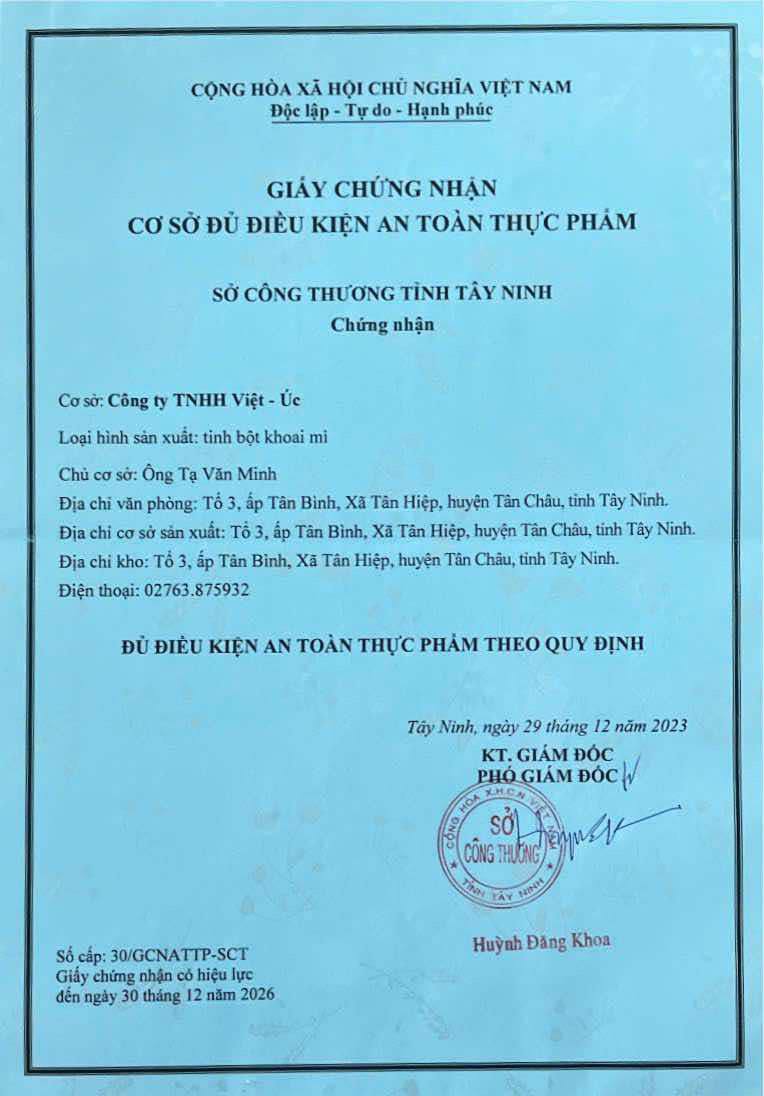 CỘNG HÒA XÃ HỘI CHỦ NGHĨA VIỆT NAM
Độc lập - Tự do - Hạnh phúc
GIẤY CHỨNG NHẬN
CƠ SỞ ĐỦ ĐIỀU KIỆN AN TOÀN THỰC PHẨM
SỞ CÔNG THƯƠNG TỈNH TÂY NINH
Chứng nhận
Cơ sở: Công ty TNHH Việt - Úc
Loại hình sản xuất: tinh bột khoai mì
Chủ cơ sở: Ông Tạ Văn Minh
Địa chỉ văn phòng: Tổ 3, ấp Tân Bình, Xã Tân Hiệp, huyện Tân Châu, tỉnh Tây Ninh.
Địa chỉ cơ sở sản xuất: Tổ 3, ấp Tân Bình, Xã Tân Hiệp, huyện Tân Châu, tỉnh Tây Ninh.
Địa chỉ kho: Tổ 3, ấp Tân Bình, Xã Tân Hiệp, huyện Tân Châu, tỉnh Tây Ninh.
Điện thoại: 02763.875932
ĐỦ ĐIỀU KIỆN AN TOÀN THỰC PHẨM THEO QUY ĐỊNH
Tây Ninh, ngày 29 tháng 12 năm 2023
KT. GIÁM ĐỐC
PHÓ GIÁM ĐỐC
CỘNG HÒA X.H.C.N VIỆT NAM
SỞ
CÔNG THƯƠNG
TỈNH TÂY NINH
Huỳnh Đăng Khoa
Số cấp: 30/GCNATTP-SCT
Giấy chứng nhận có hiệu lực
đến ngày 30 tháng 12 năm 2026